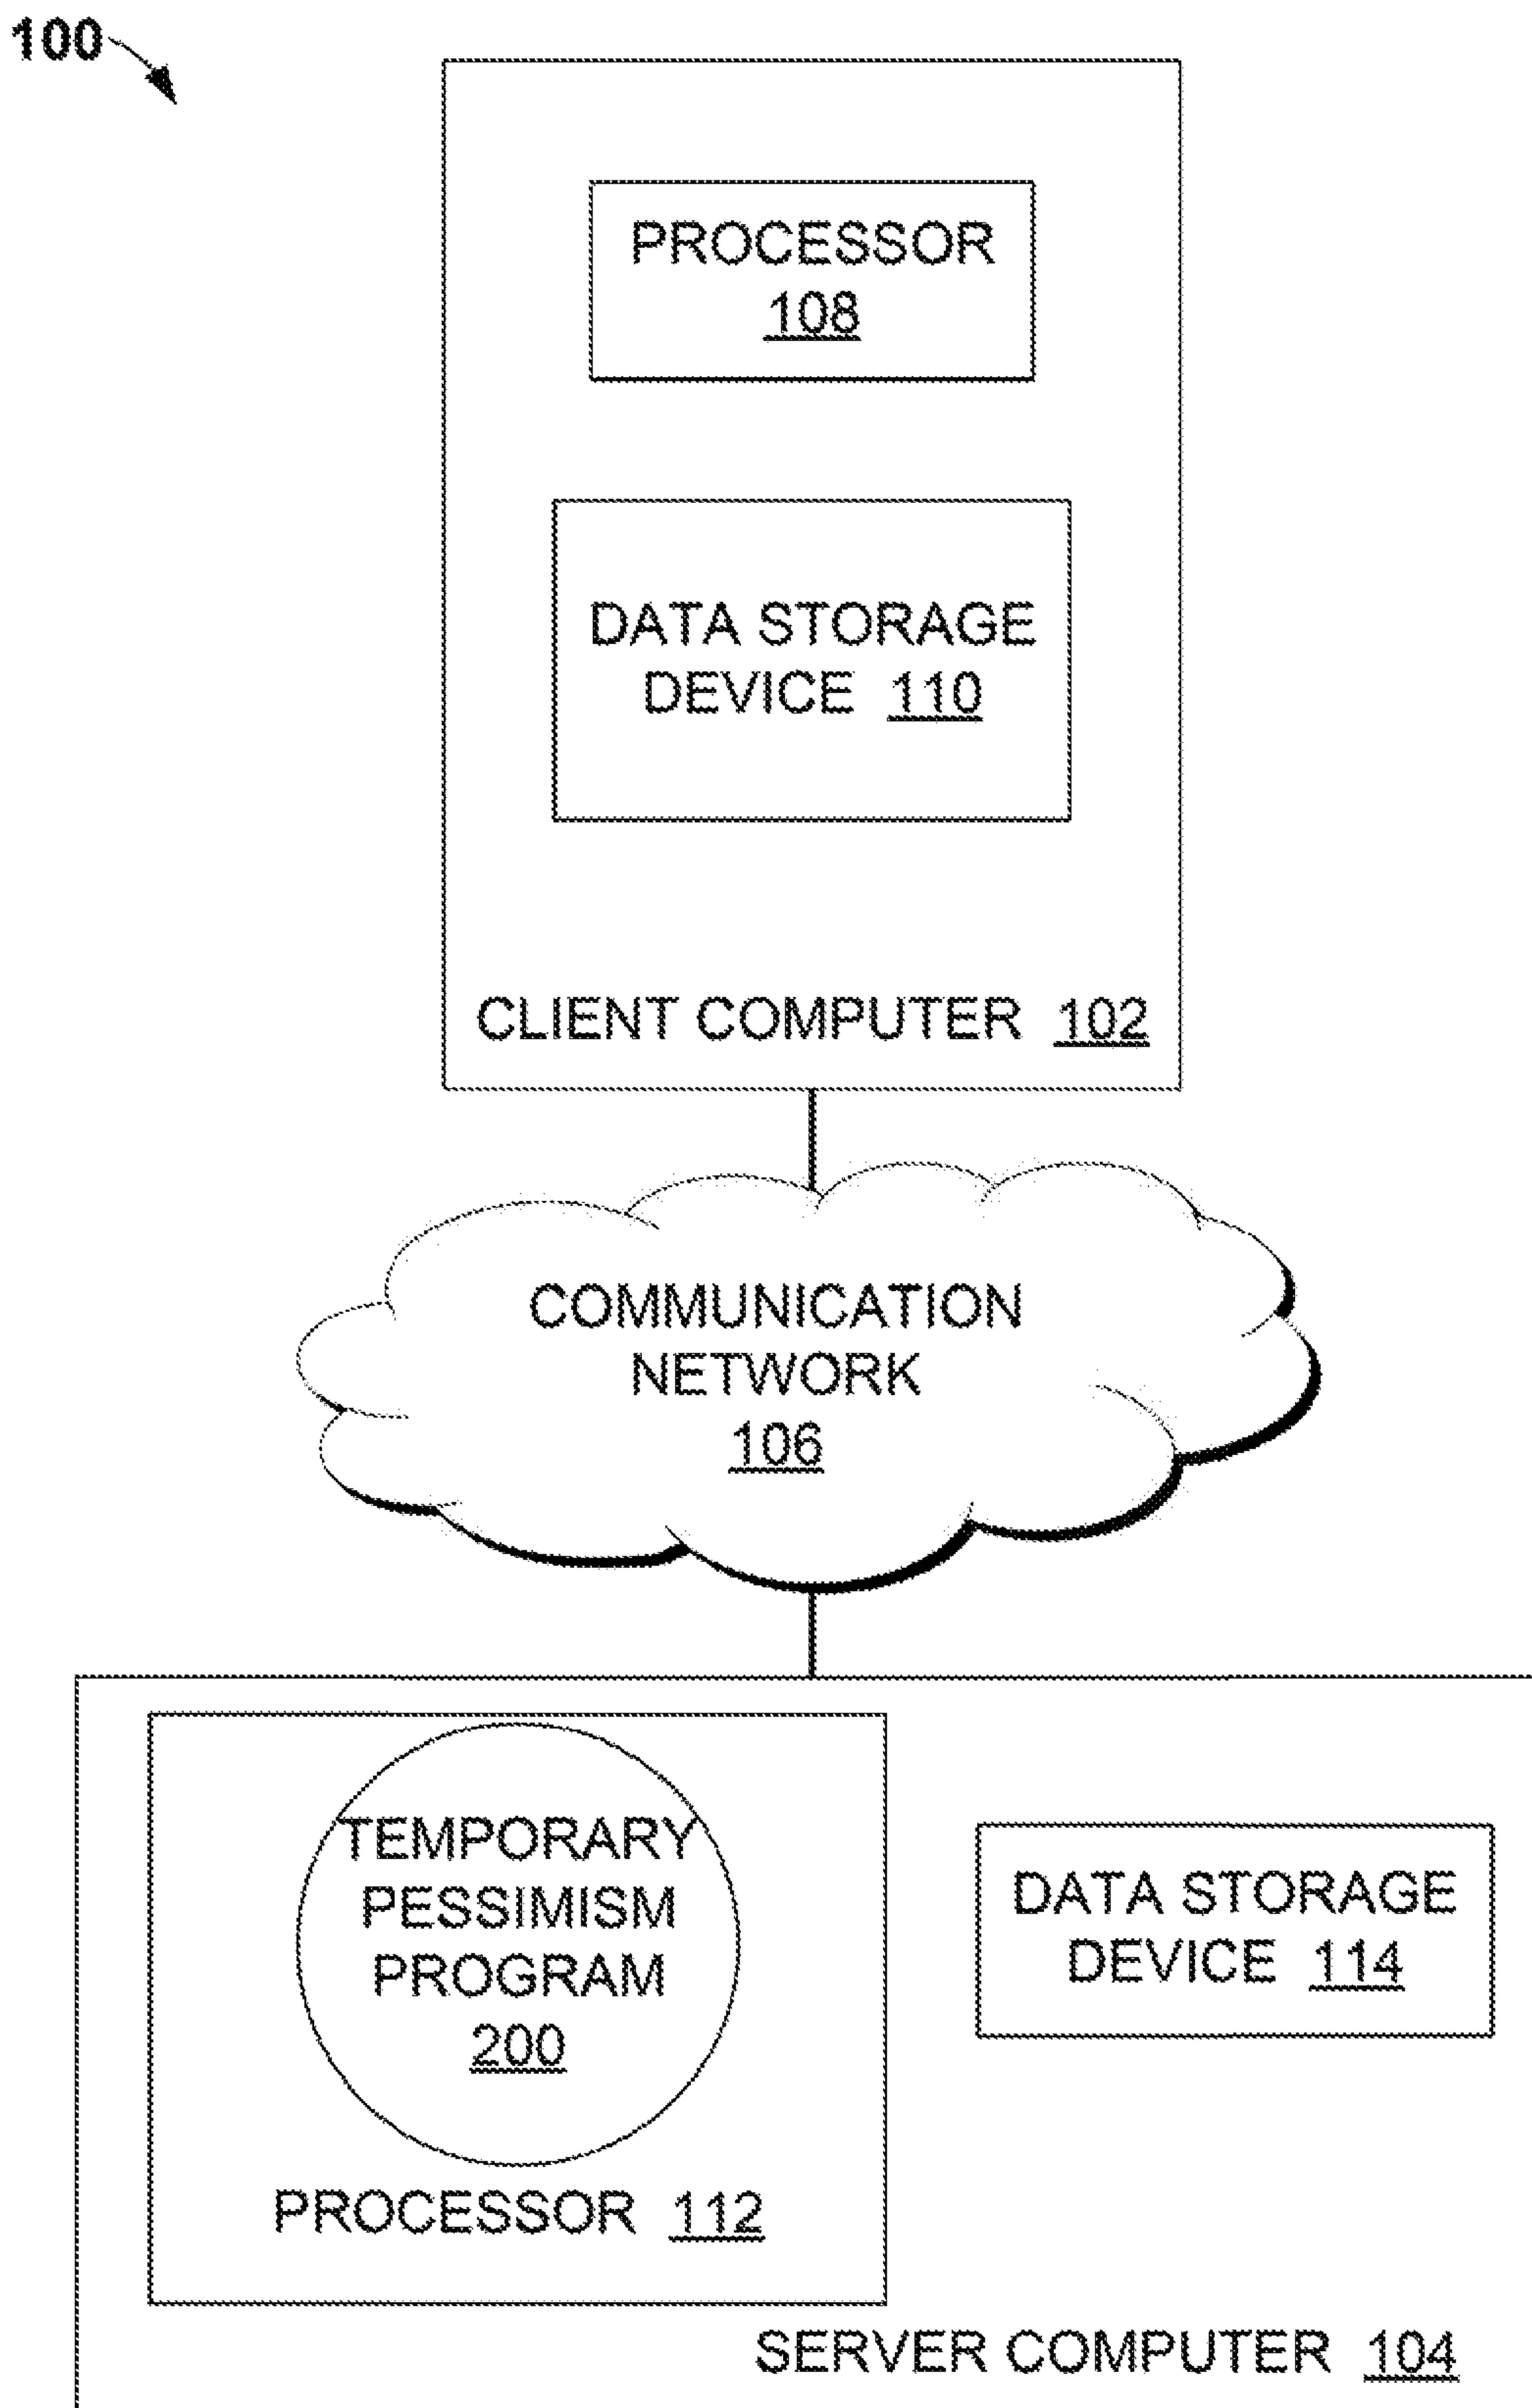 100
PROCESSOR
108
DATA STORAGE
DEVICE 110
CLIENT COMPUTER 102
COMMUNICATION
NETWORK
106
TEMPORARY
PESSIMISM
PROGRAM
200
PROCESSOR 112
DATA STORAGE
DEVICE 114
SERVER COMPUTER 104